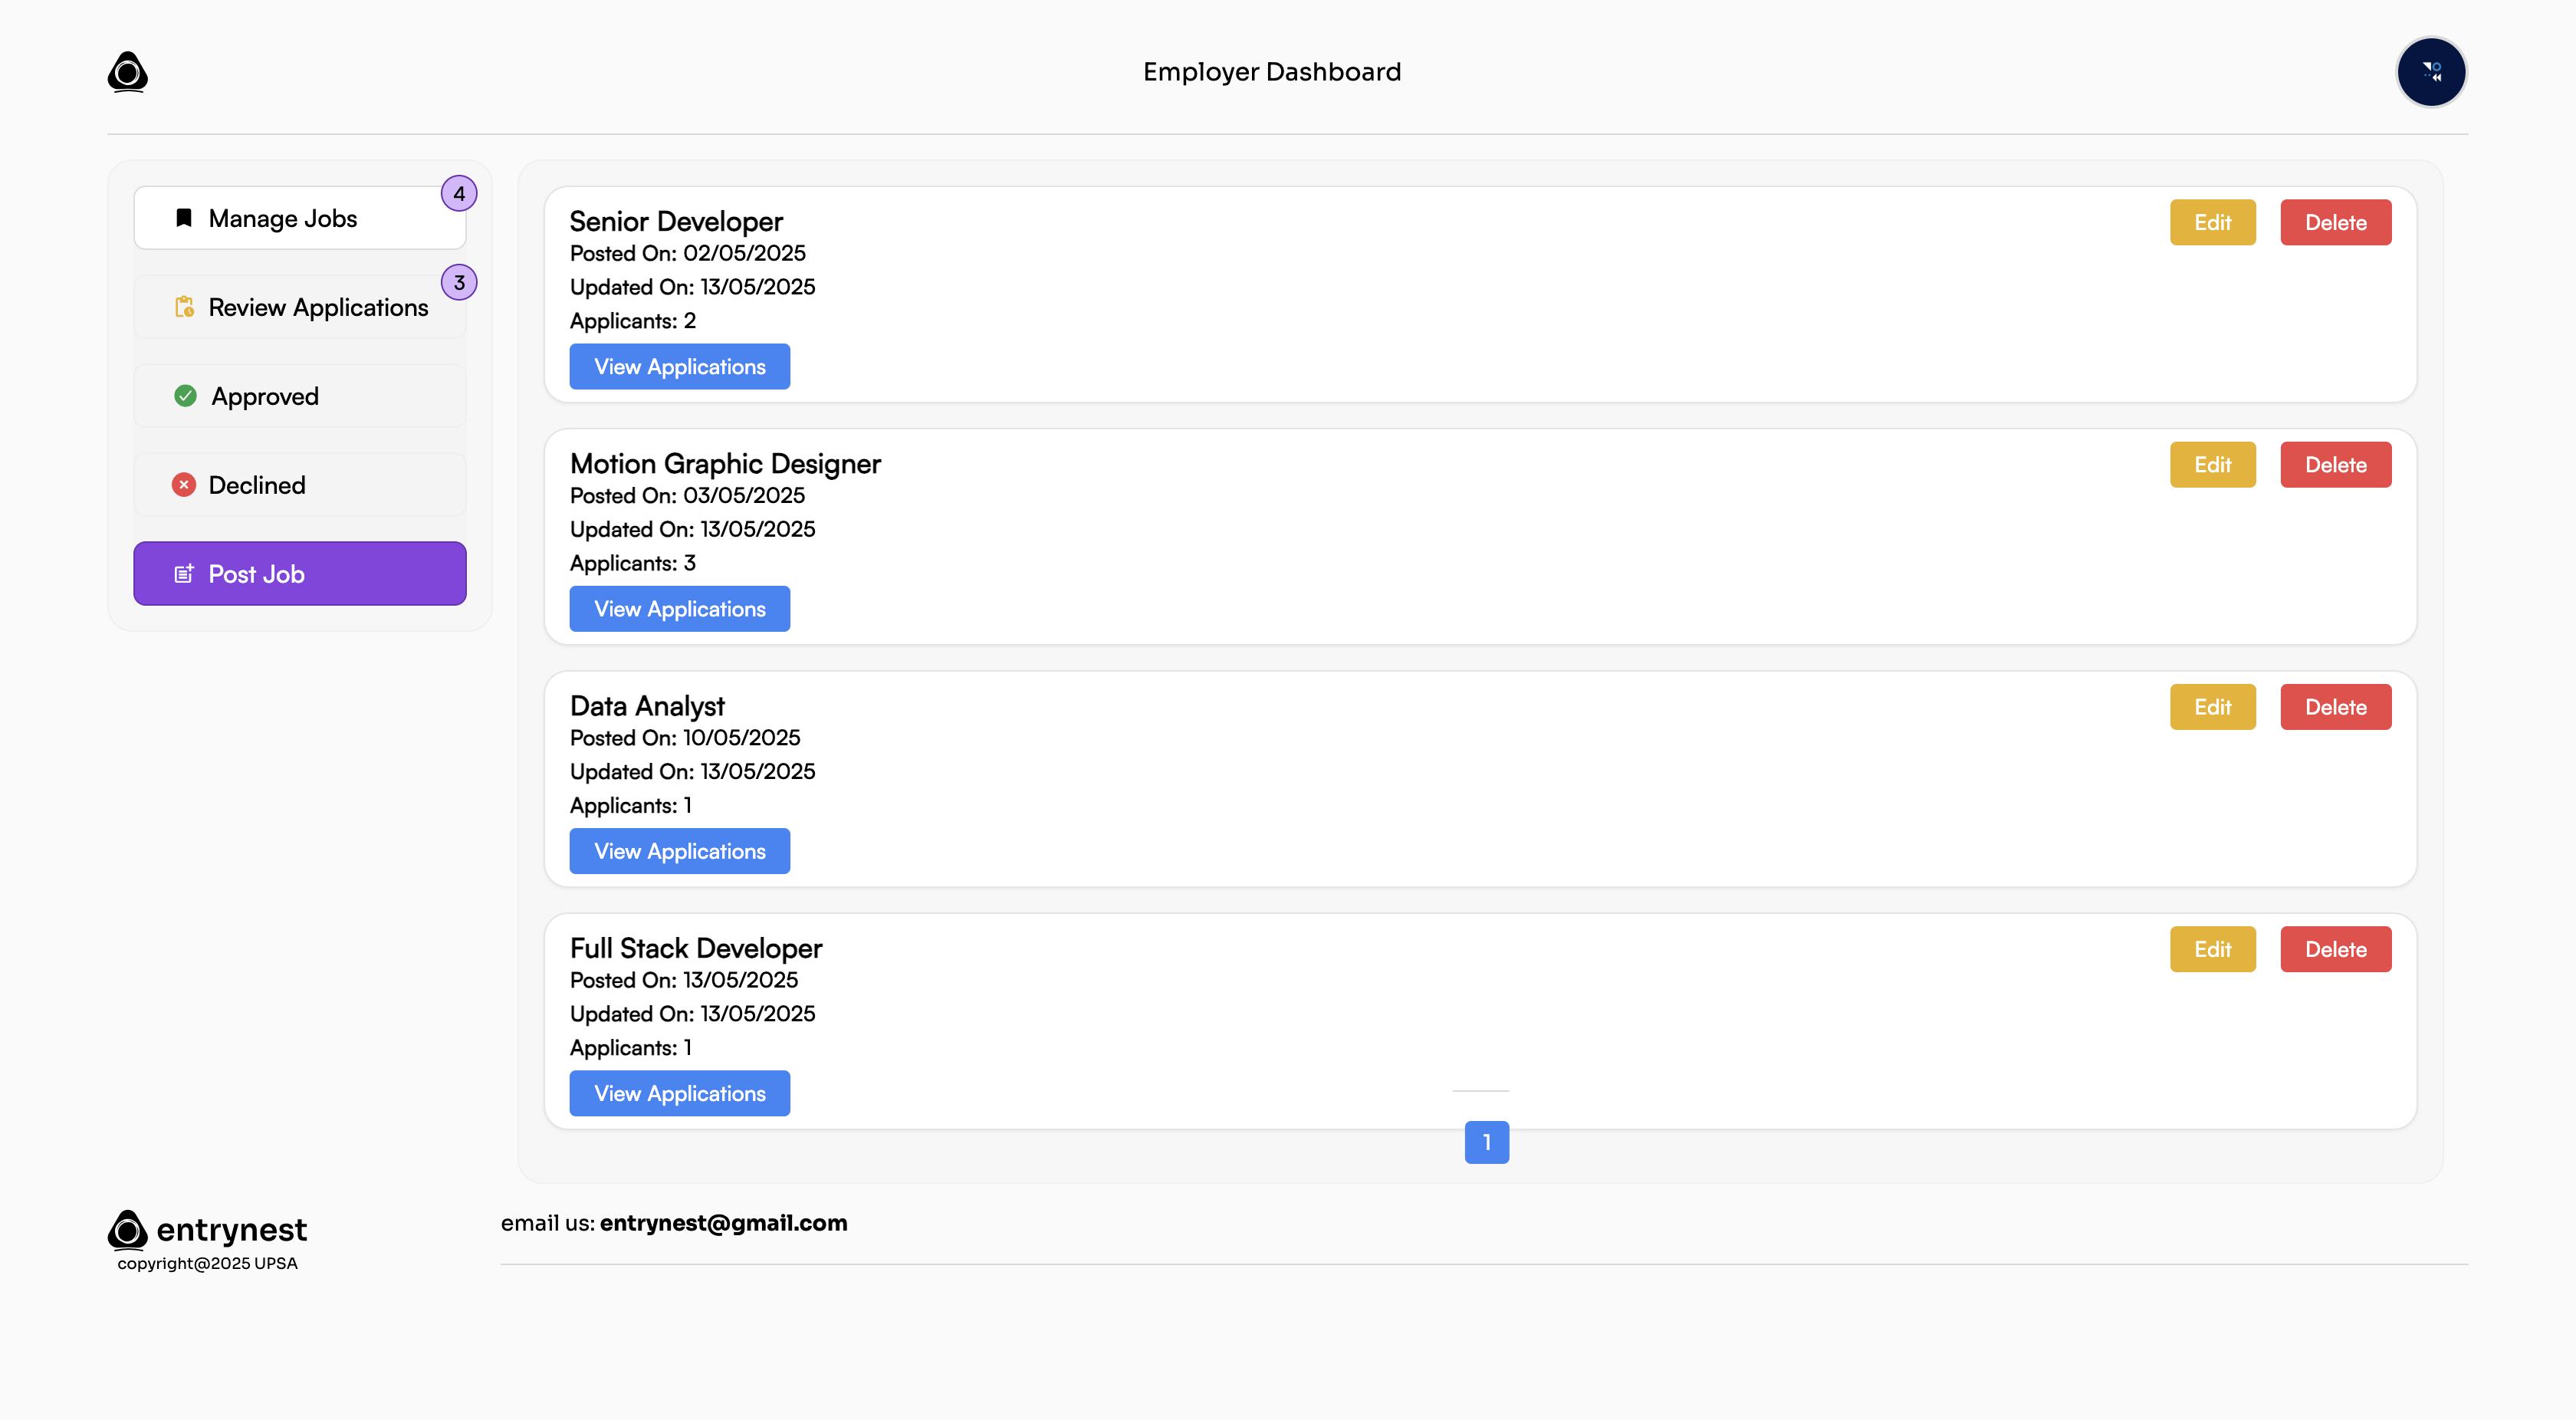 Employer Dashboard
4
Manage Jobs
3
Review Applications
Approved
Declined
Post Job
Senior Developer
Edit
Delete
Posted On: 02/05/2025
Updated On: 13/05/2025
Applicants: 2
View Applications
Motion Graphic Designer
Edit
Delete
Posted On: 03/05/2025
Updated On: 13/05/2025
Applicants: 3
View Applications
Data Analyst
Edit
Delete
Posted On: 10/05/2025
Updated On: 13/05/2025
Applicants: 1
View Applications
Full Stack Developer
Edit
Delete
Posted On: 13/05/2025
Updated On: 13/05/2025
Applicants: 1
View Applications
1
entrynest
copyright@2025 UPSA
email us: entrynest@gmail.com